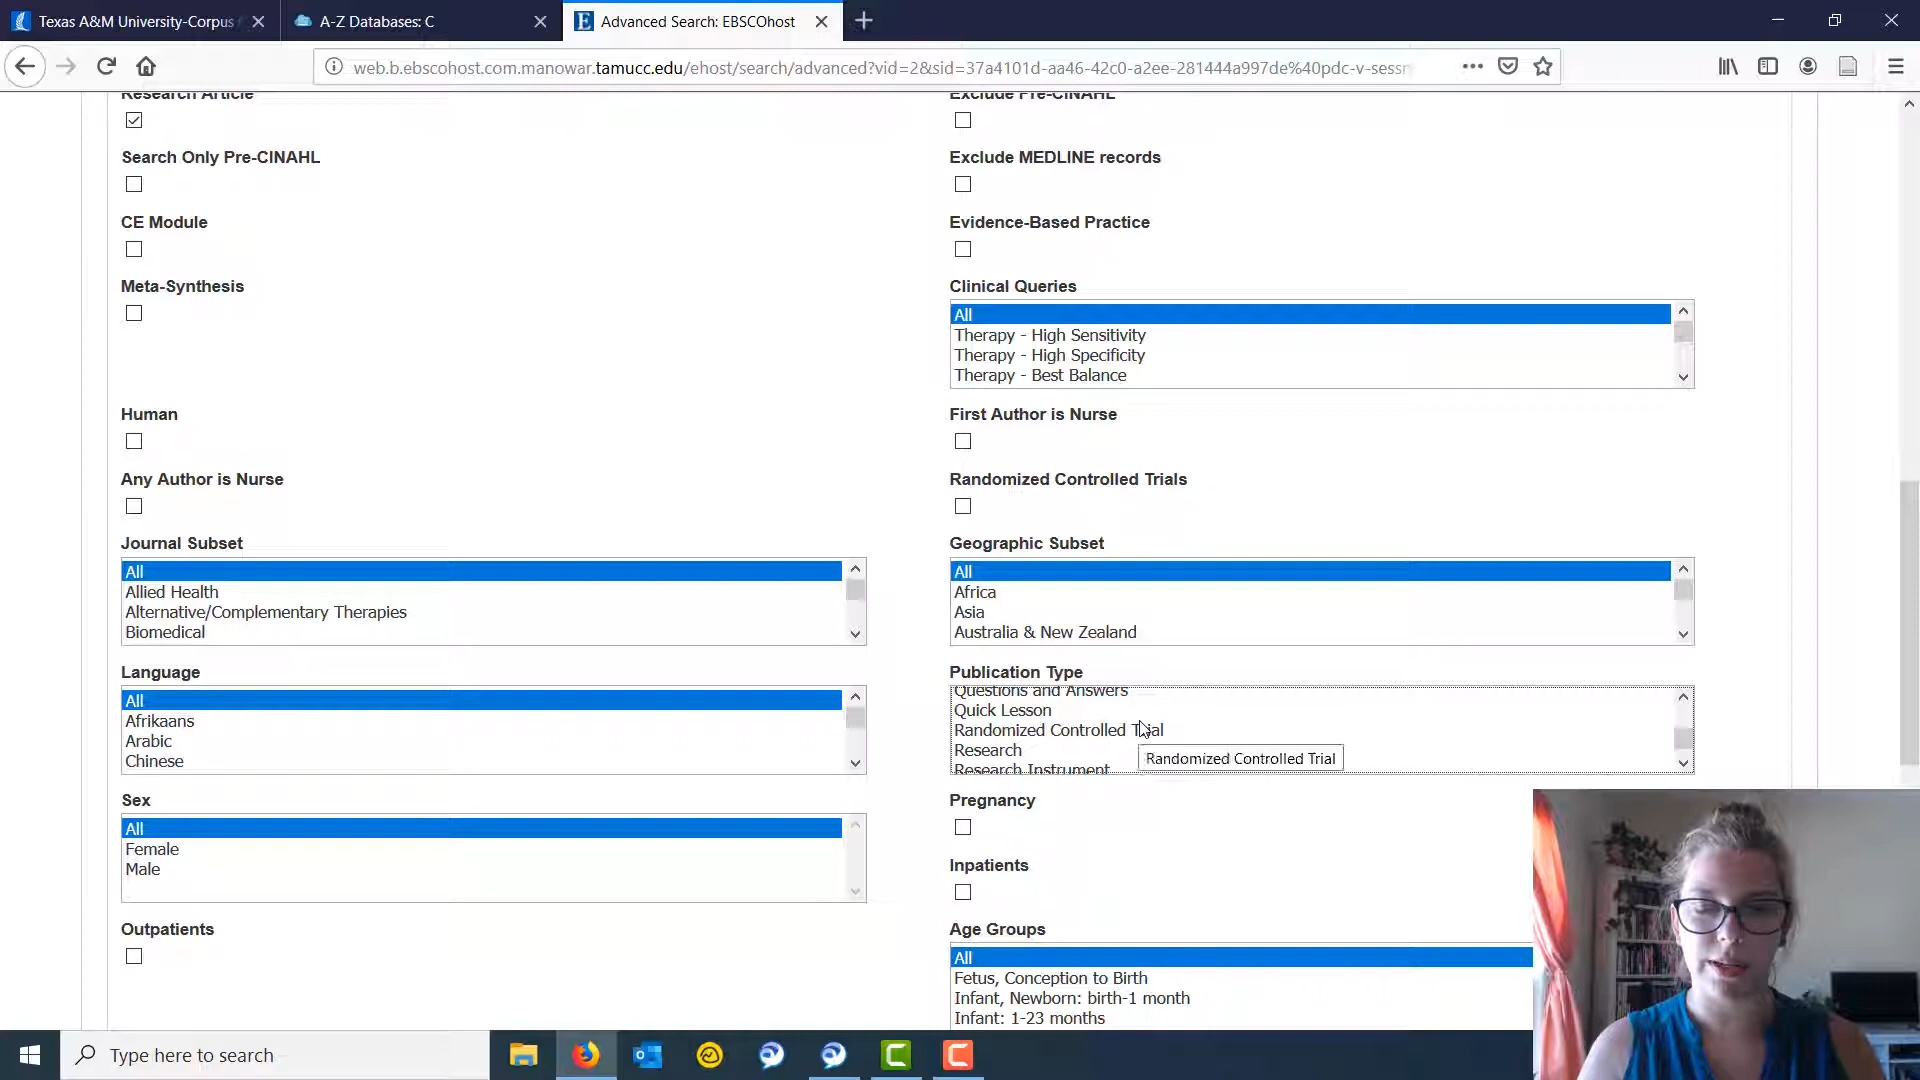 Texas A&M University-Corpus
A-Z Databases: C
Advanced Search: EBSCOhost
web.b.ebscohost.com.manowar.tamucc.edu/ehost/search/advanced?vid=2&sid=37a4101d-aa46-42c0-a2ee-281444a997de%40pdc-v-sessm
Research Article
Exclude Pre-CINAHL
Search Only Pre-CINAHL
Exclude MEDLINE records
CE Module
Evidence-Based Practice
Meta-Synthesis
Clinical Queries
All
Therapy - High Sensitivity
Therapy - High Specificity
Therapy - Best Balance
Human
First Author is Nurse
Any Author is Nurse
Randomized Controlled Trials
Journal Subset
All
Allied Health
Alternative/Complementary Therapies
Biomedical
Geographic Subset
All
Africa
Asia
Australia & New Zealand
Language
All
Afrikaans
Arabic
Chinese
Publication Type
Questions and Answers
Quick Lesson
Randomized Controlled Trial
Research
Research Instrument
Randomized Controlled Trial
Sex
All
Female
Male
Pregnancy
Inpatients
Outpatients
Age Groups
All
Fetus, Conception to Birth
Infant, Newborn: birth-1 month
Infant: 1-23 months
Type here to search